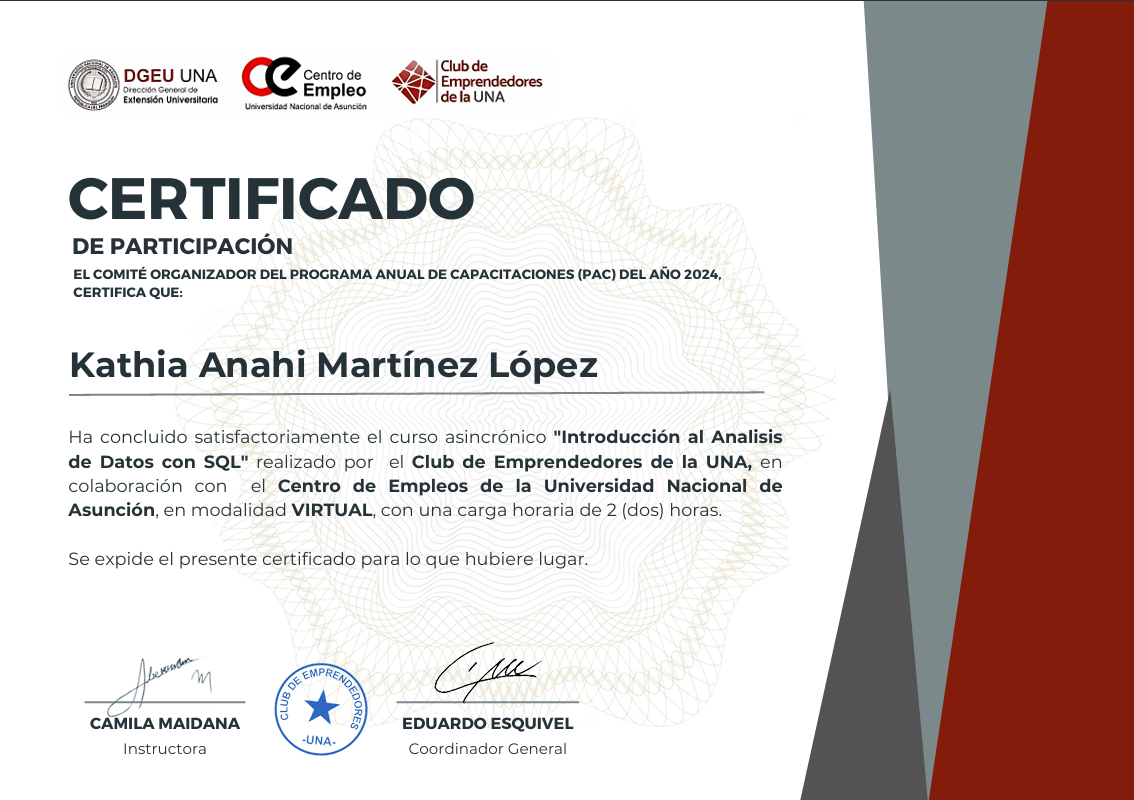 DGEU UNA
Dirección General de
Extensión Universitaria
Centro de
Empleo
Universidad Nacional de Asunción
Club de
Emprendedores
de la UNA
CERTIFICADO
DE PARTICIPACIÓN
EL COMITÉ ORGANIZADOR DEL PROGRAMA ANUAL DE CAPACITACIONES (PAC) DEL AÑO 2024,
CERTIFICA QUE:
Kathia Anahi Martínez López
Ha concluido satisfactoriamente el curso asincrónico "Introducción al Analisis
de Datos con SQL" realizado por el Club de Emprendedores de la UNA, en
colaboración con el Centro de Empleos de la Universidad Nacional de
Asunción, en modalidad VIRTUAL, con una carga horaria de 2 (dos) horas.
Se expide el presente certificado para lo que hubiere lugar.
CAMILA MAIDANA
Instructora
CLUB DE EMPRENDEDORES
-UNA-
EDUARDO ESQUIVEL
Coordinador General